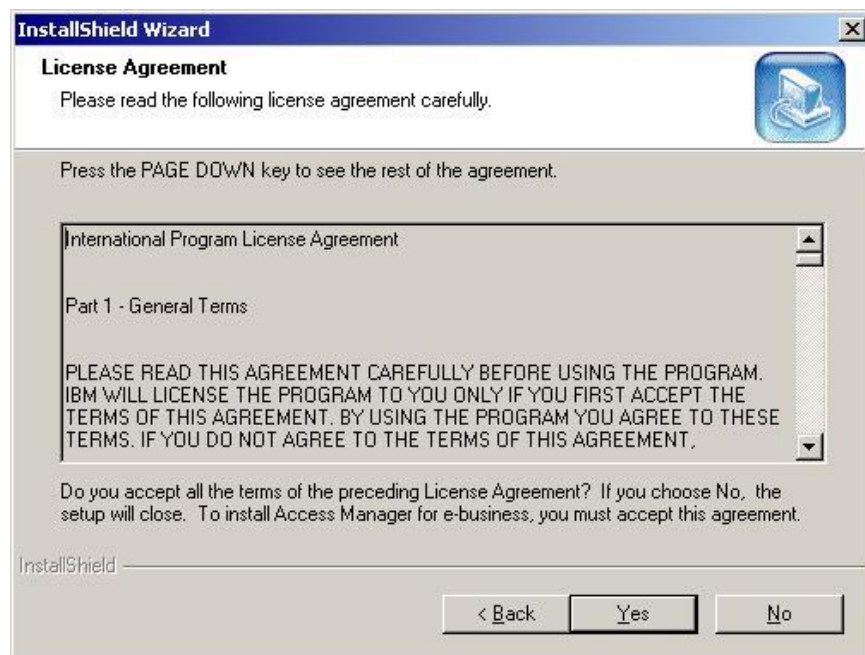 InstallShield Wizard
License Agreement
Please read the following license agreement carefully.
Press the PAGE DOWN key to see the rest of the agreement.
International Program License Agreement
Part 1 - General Terms
PLEASE READ THIS AGREEMENT CAREFULLY BEFORE USING THE PROGRAM.
IBM WILL LICENSE THE PROGRAM TO YOU ONLY IF YOU FIRST ACCEPT THE
TERMS OF THIS AGREEMENT. BY USING THE PROGRAM YOU AGREE TO THESE
TERMS. IF YOU DO NOT AGREE TO THE TERMS OF THIS AGREEMENT,
Do you accept all the terms of the preceding License Agreement? If you choose No, the
setup will close. To install Access Manager for e-business, you must accept this agreement.
InstallShield
< Back Yes No